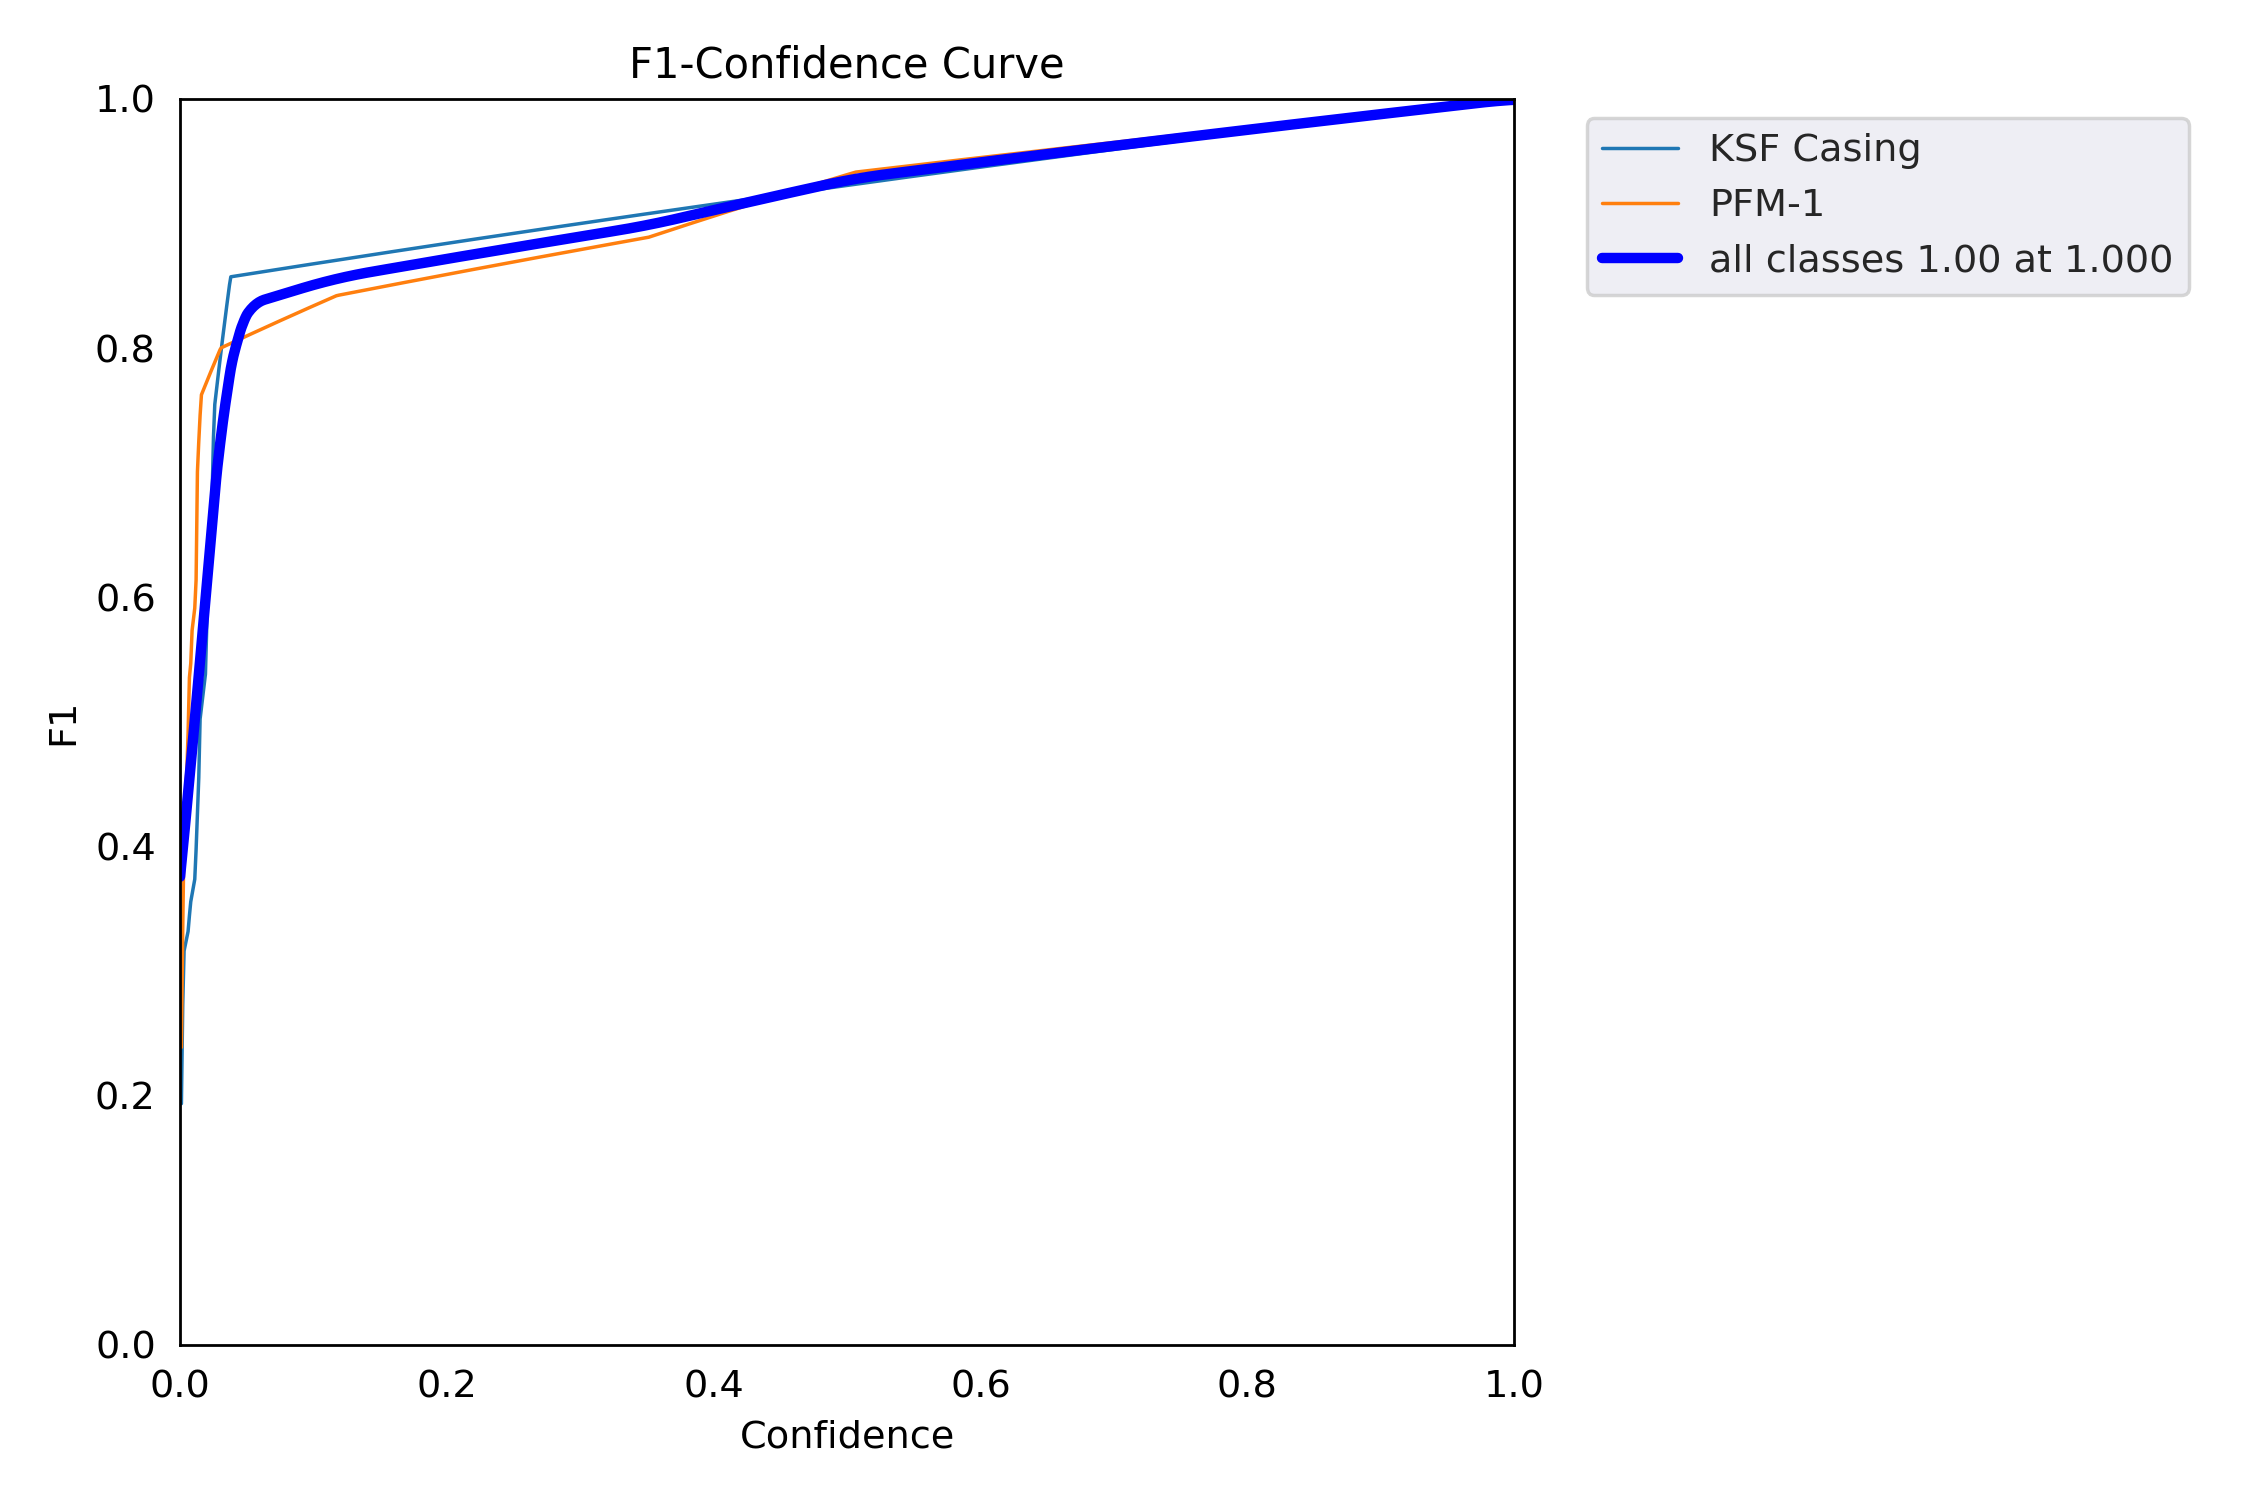 F1-Confidence Curve
1.0
0.8
0.6
0.4
0.2
0.0
F1
0.0 0.2 0.4 0.6 0.8 1.0
Confidence
KSF Casing
PFM-1
all classes 1.00 at 1.000